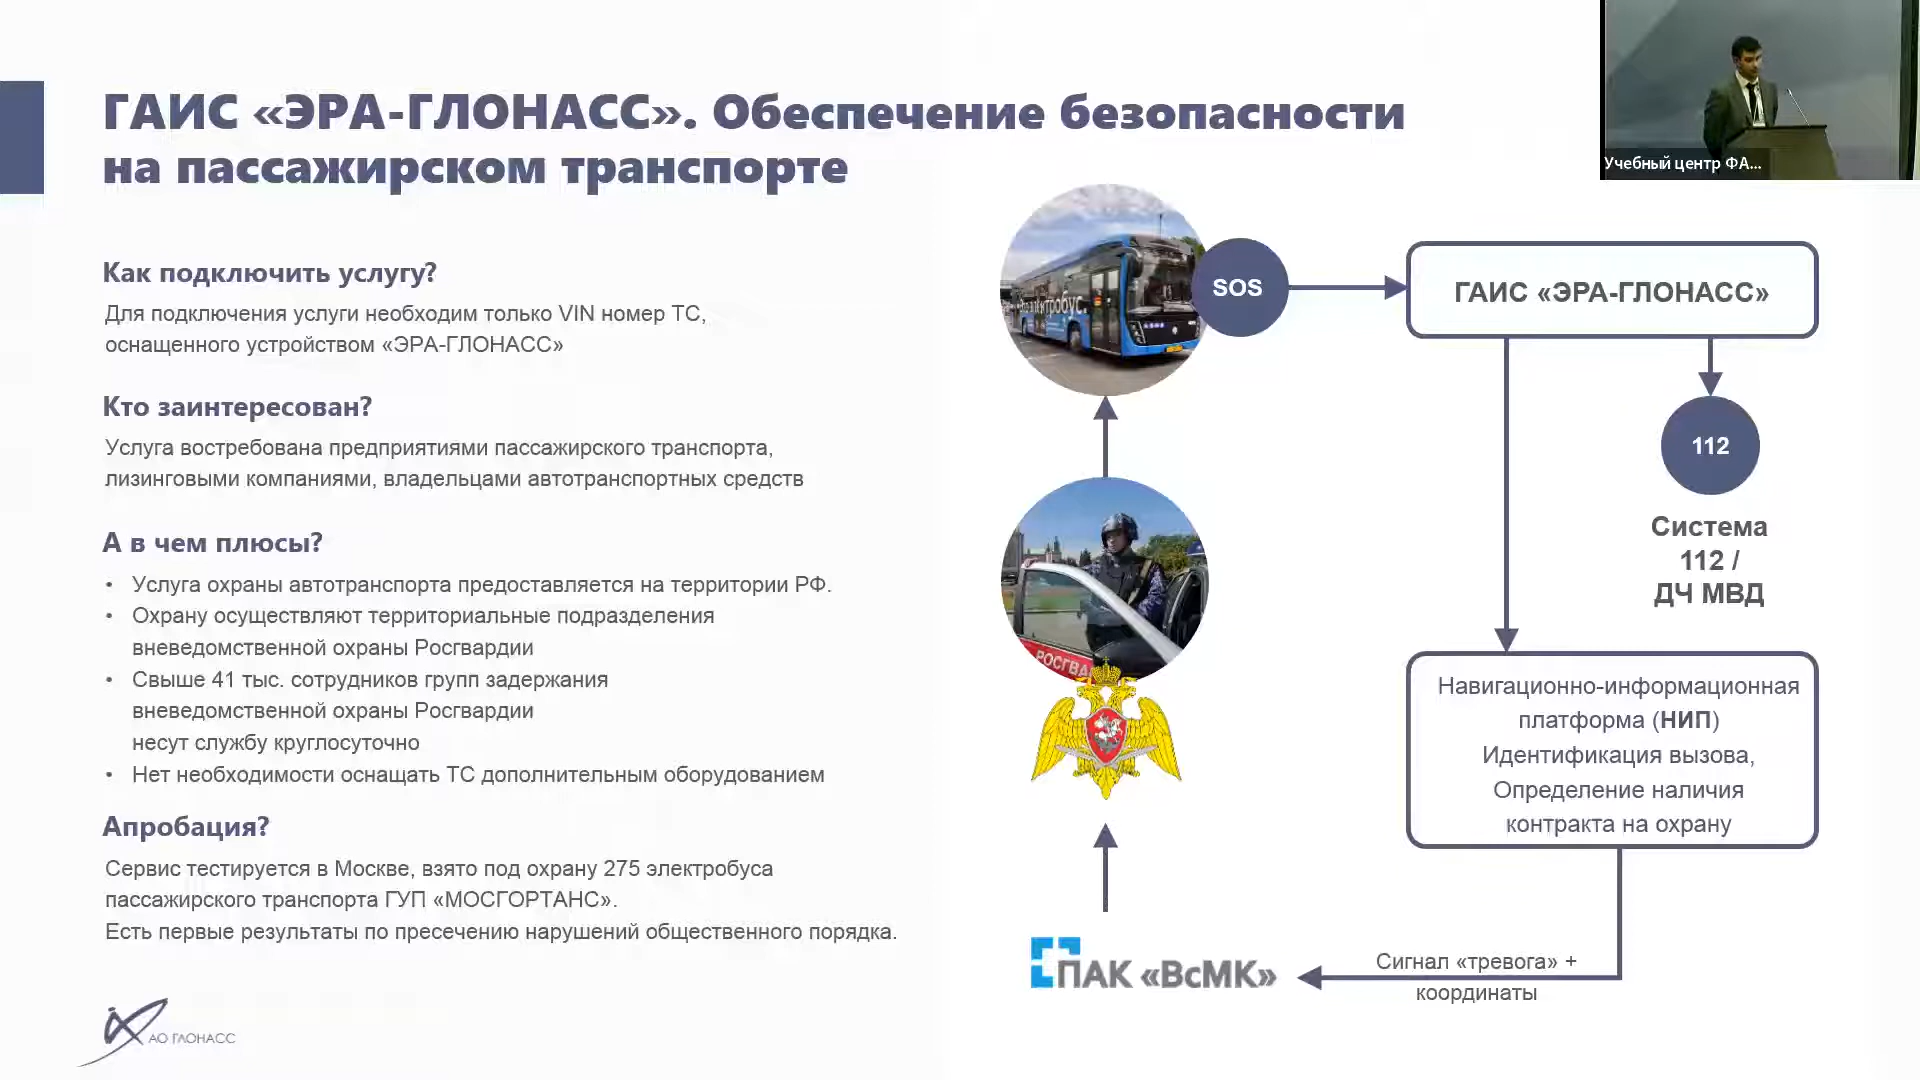 ГАИС «ЭРА-ГЛОНАСС». Обеспечение безопасности
на пассажирском транспорте
Учебный центр ФА...
Как подключить услугу?
Для подключения услуги необходим только VIN номер ТС,
оснащенного устройством «ЭРА-ГЛОНАСС»
Кто заинтересован?
Услуга востребована предприятиями пассажирского транспорта,
лизинговыми компаниями, владельцами автотранспортных средств
А в чем плюсы?
• Услуга охраны автотранспорта предоставляется на территории РФ.
• Охрану осуществляют территориальные подразделения
вневедомственной охраны Росгвардии
• Свыше 41 тыс. сотрудников групп задержания
вневедомственной охраны Росгвардии
несут службу круглосуточно
• Нет необходимости оснащать ТС дополнительным оборудованием
Апробация?
Сервис тестируется в Москве, взято под охрану 275 электробуса
пассажирского транспорта ГУП «МОСГОРТАНС».
Есть первые результаты по пресечению нарушений общественного порядка.
АО ГЛОНАСС
SOS
ГАИС «ЭРА-ГЛОНАСС»
112
Система
112 /
ДЧ МВД
РОСГВА
Навигационно-информационная
платформа (НИП)
Идентификация вызова,
Определение наличия
контракта на охрану
Сигнал «тревога» +
координаты
ПАК «ВсМК»